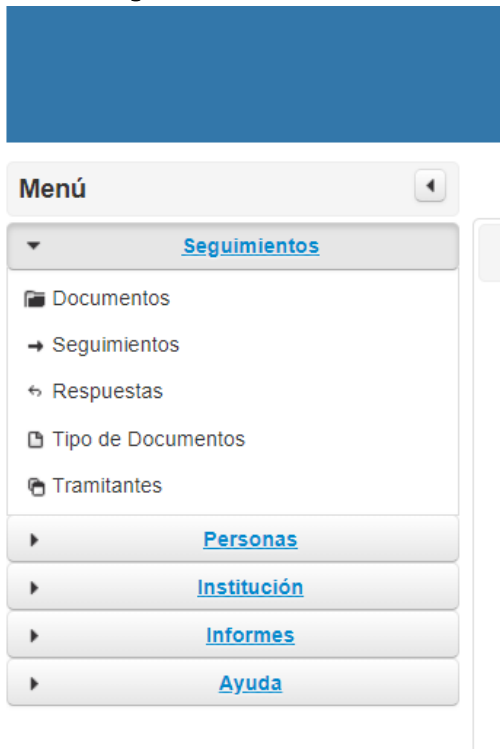 Menú
Seguimientos
Documentos
Seguimientos
Respuestas
Tipo de Documentos
Tramitantes
Personas
Institución
Informes
Ayuda